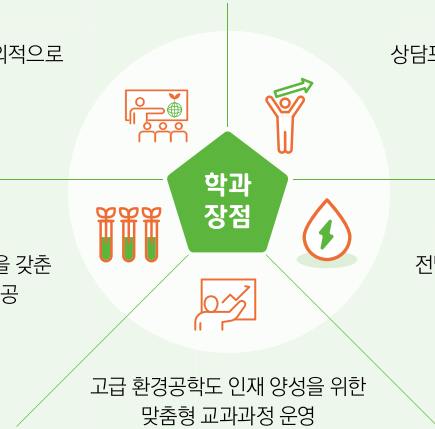 의적으로
상담
학과
장점
을 갖춘
공
전
고급 환경공학도 인재 양성을 위한
맞춤형 교과과정 운영